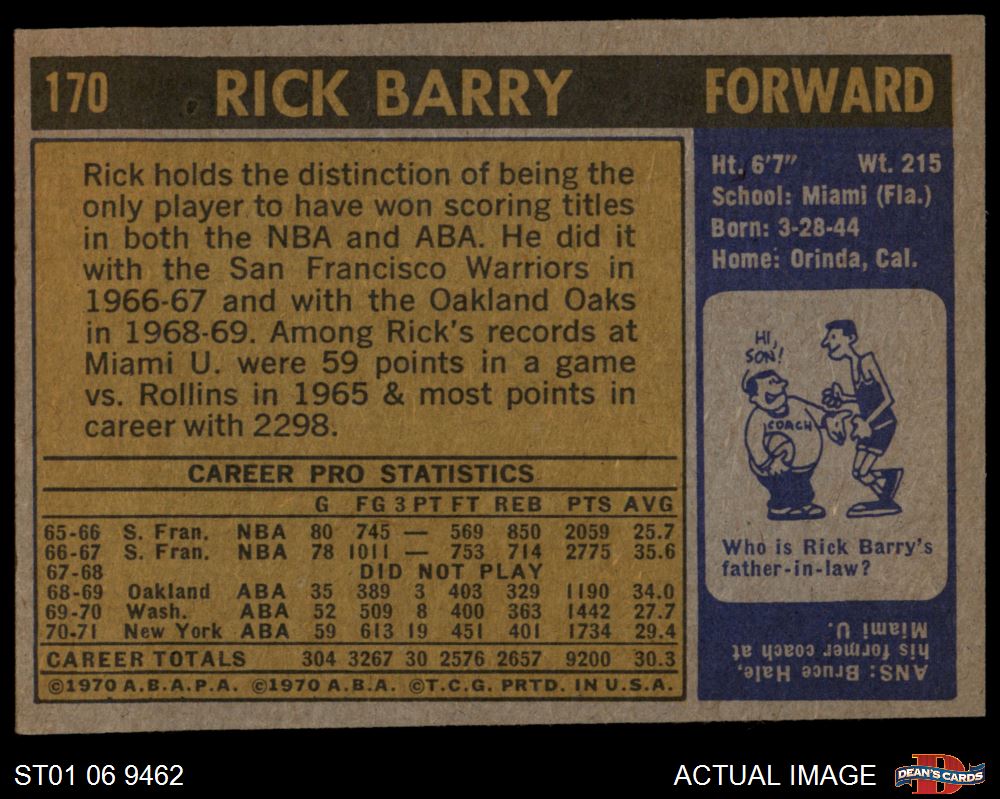 170 RICK BARRY FORWARD
Rick holds the distinction of being the
only player to have won scoring titles
in both the NBA and ABA. He did it
with the San Francisco Warriors in
1966-67 and with the Oakland Oaks
in 1968-69. Among Rick's records at
Miami U. were 59 points in a game
vs. Rollins in 1965 & most points in
career with 2298.
CAREER PRO STATISTICS
G FG 3 PT FT REB PTS AVG
65-66 S. Fran. NBA 80 745 — 569 850 2059 25.7
66-67 S. Fran. NBA 78 1011 — 753 714 2775 35.6
67-68 DID NOT PLAY
68-69 Oakland ABA 35 389 3 403 329 1190 34.0
69-70 Wash. ABA 52 509 8 400 363 1442 27.7
70-71 New York ABA 59 613 19 451 401 1734 29.4
CAREER TOTALS 304 3267 30 2576 2657 9200 30.3
©1970 A.B.A.P.A. ©1970 A.B.A. ©T.C.G. PRTD. IN U.S.A.
Ht. 6'7" Wt. 215
School: Miami (Fla.)
Born: 3-28-44
Home: Orinda, Cal.
HI,
SON!
COACH
Who is Rick Barry's
father-in-law?
ANS: Bruce Hale,
his former coach at
Miami U.
ST01 06 9462
ACTUAL IMAGE
D
DEAN'S CARDS